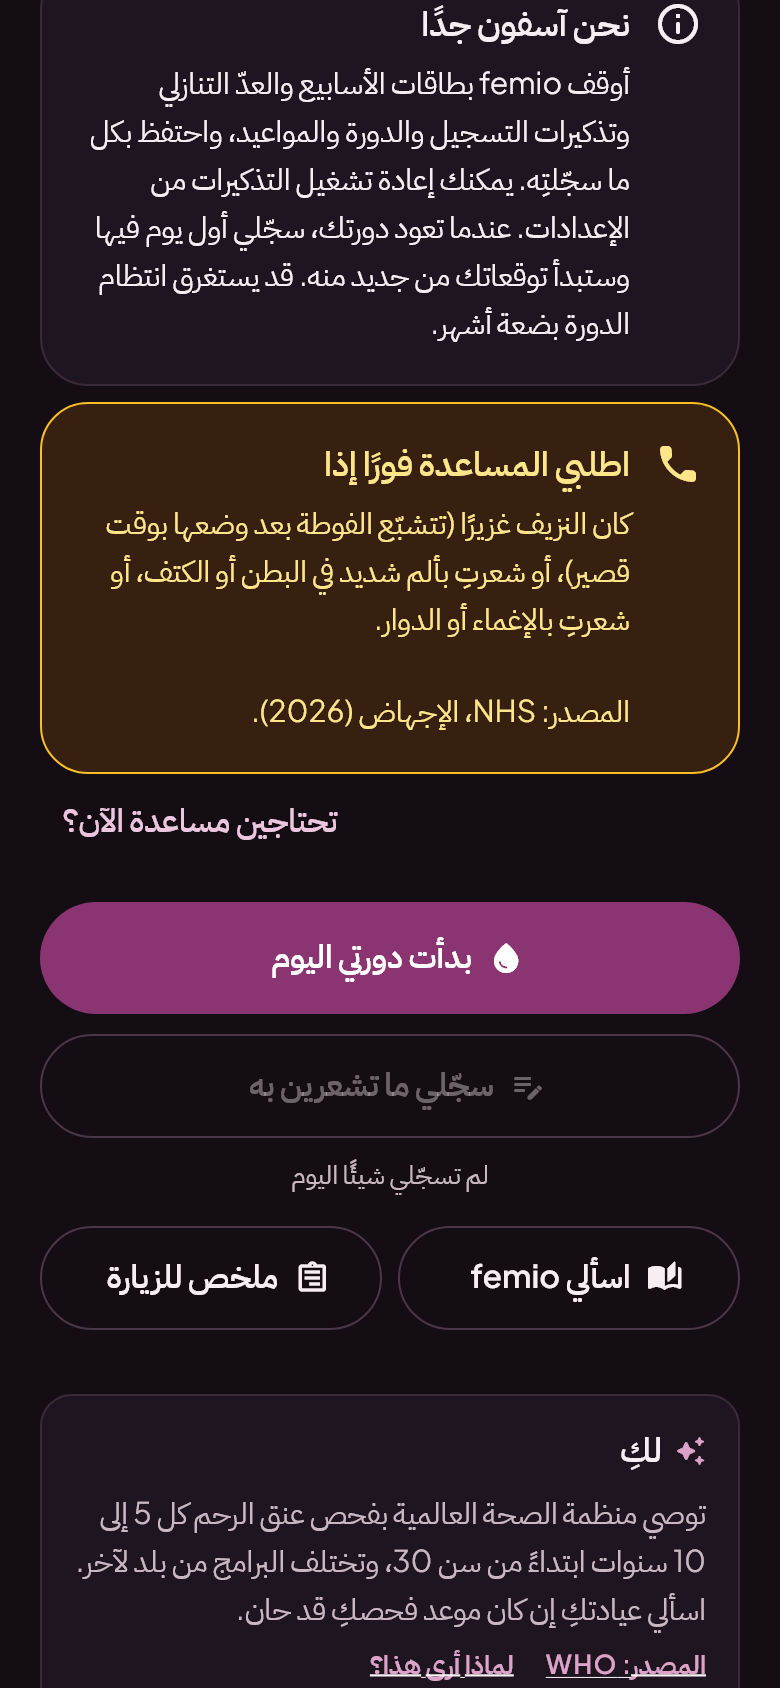 نحن آسفون جدًا
أوقف femio بطاقات الأسابيع والعدّ التنازلي
وتذكيرات التسجيل والدورة والمواعيد، واحتفظ بكل
ما سجّلتِه. يمكنك إعادة تشغيل التذكيرات من
الإعدادات. عندما تعود دورتك، سجّلي أول يوم فيها
وستبدأ توقعاتك من جديد منه. قد يستغرق انتظام
الدورة بضعة أشهر.
اطلبي المساعدة فورًا إذا
كان النزيف غزيرًا (تتشبّع الفوطة بعد وضعها بوقت
قصير)، أو شعرتِ بألم شديد في البطن أو الكتف، أو
شعرتِ بالإغماء أو الدوار.
المصدر: NHS، الإجهاض (2026).
تحتاجين مساعدة الآن؟
بدأت دورتي اليوم
سجّلي ما تشعرين به
لم تسجّلي شيئًا اليوم
اسألي femio
ملخص للزيارة
لكِ
توصي منظمة الصحة العالمية بفحص عنق الرحم كل 5 إلى
10 سنوات ابتداءً من سن 30، وتختلف البرامج من بلد لآخر.
اسألي عيادتكِ إن كان موعد فحصكِ قد حان.
المصدر: WHO لماذا أرى هذا؟